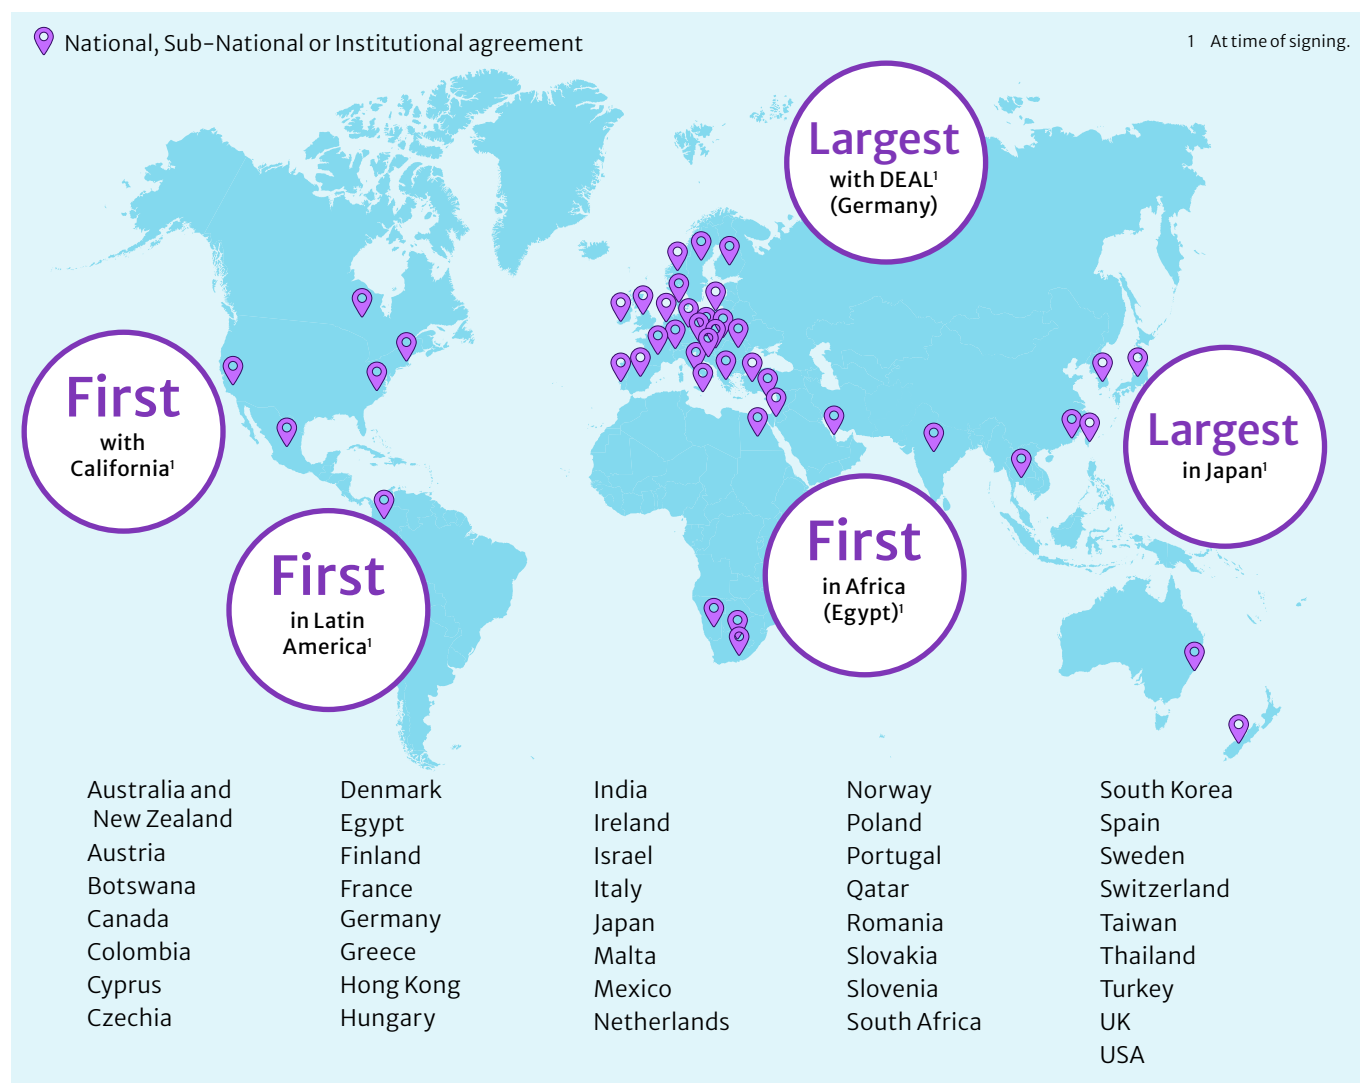 National, Sub-National or Institutional agreement
1 At time of signing.
Largest
with DEAL¹
(Germany)
First
with
California¹
Largest
in Japan¹
First
in Latin
America¹
First
in Africa
(Egypt)¹
Australia and
New Zealand
Austria
Botswana
Canada
Colombia
Cyprus
Czechia
Denmark
Egypt
Finland
France
Germany
Greece
Hong Kong
Hungary
India
Ireland
Israel
Italy
Japan
Malta
Mexico
Netherlands
Norway
Poland
Portugal
Qatar
Romania
Slovakia
Slovenia
South Africa
South Korea
Spain
Sweden
Switzerland
Taiwan
Thailand
Turkey
UK
USA